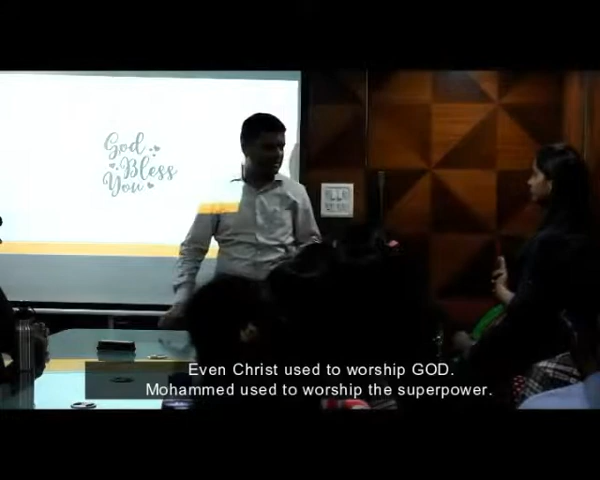 God
Bless
You
Even Christ used to worship GOD.
Mohammed used to worship the superpower.